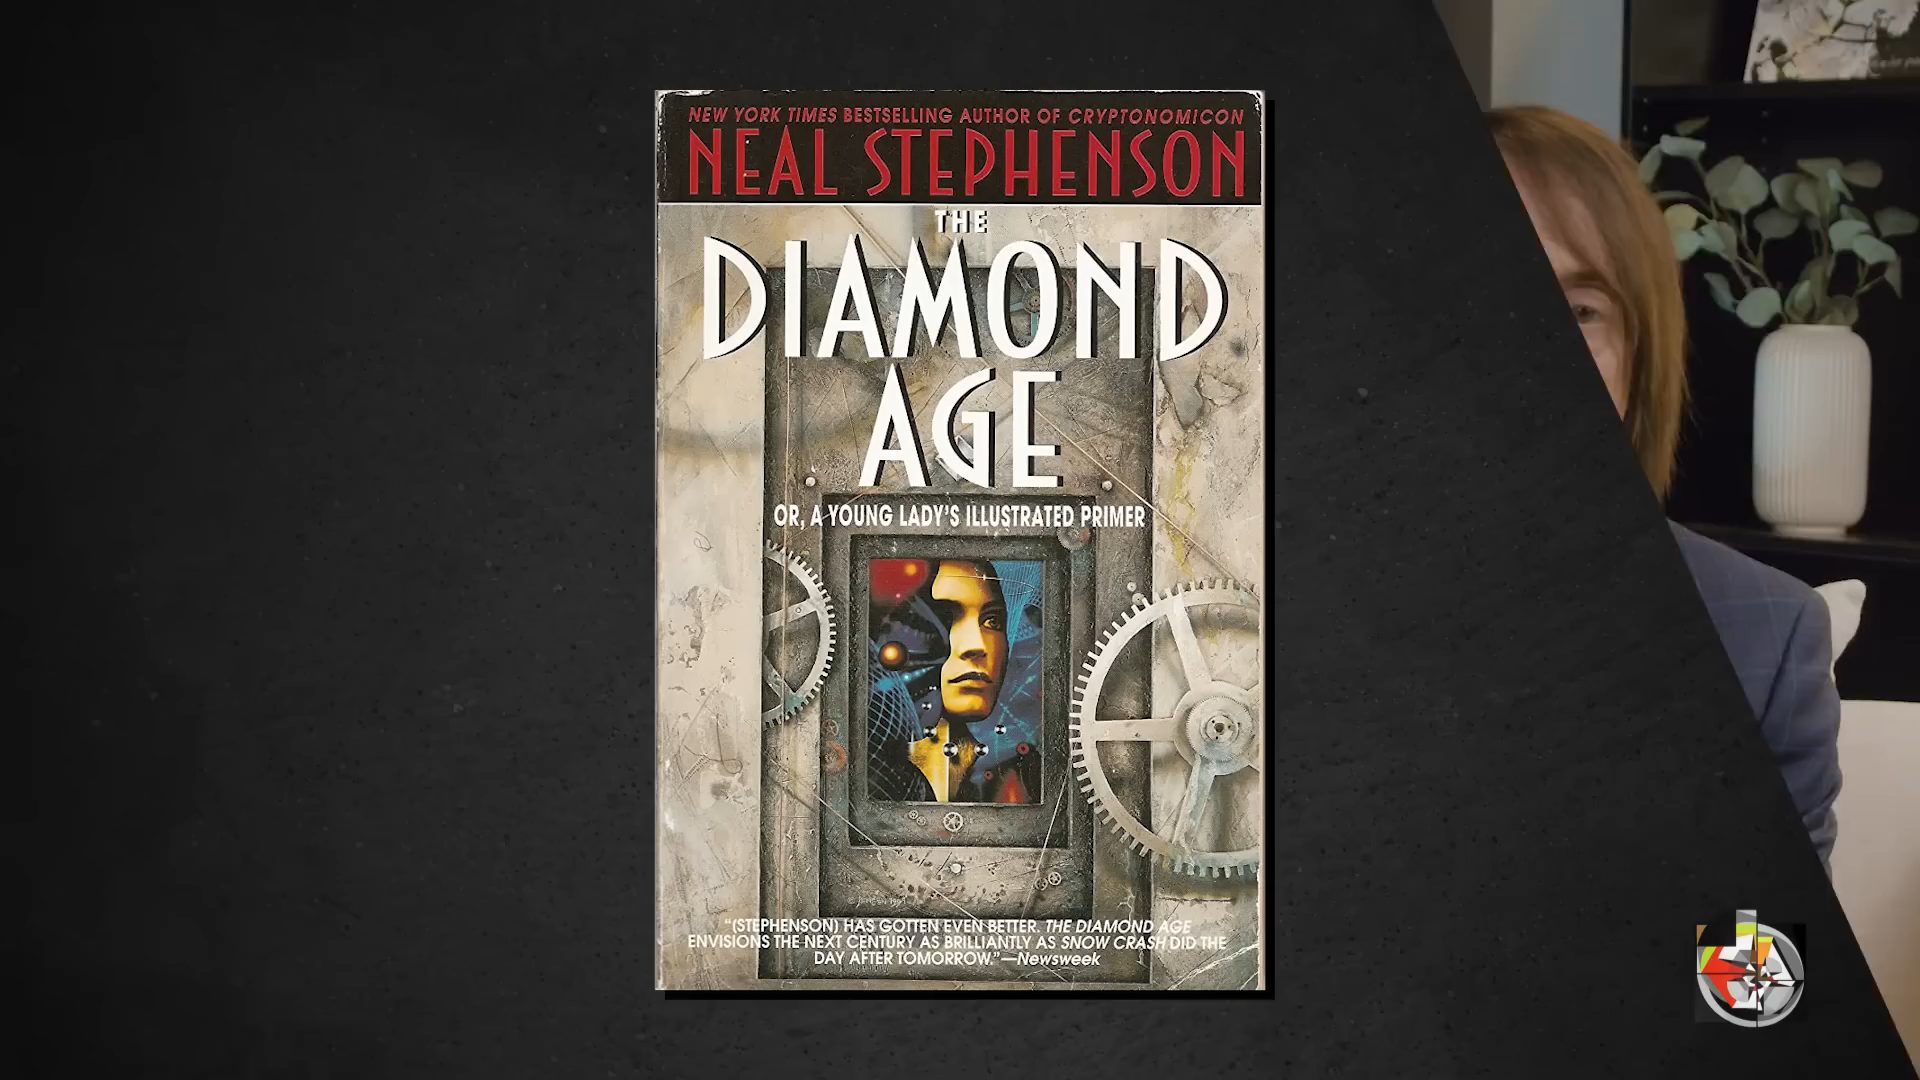 NEW YORK TIMES BESTSELLING AUTHOR OF CRYPTONOMICON
NEAL STEPHENSON
THE
DIAMOND
AGE
OR, A YOUNG LADY'S ILLUSTRATED PRIMER
"(STEPHENSON) HAS GOTTEN EVEN BETTER. THE DIAMOND AGE
ENVISIONS THE NEXT CENTURY AS BRILLIANTLY AS SNOW CRASH DID THE
DAY AFTER TOMORROW."—Newsweek